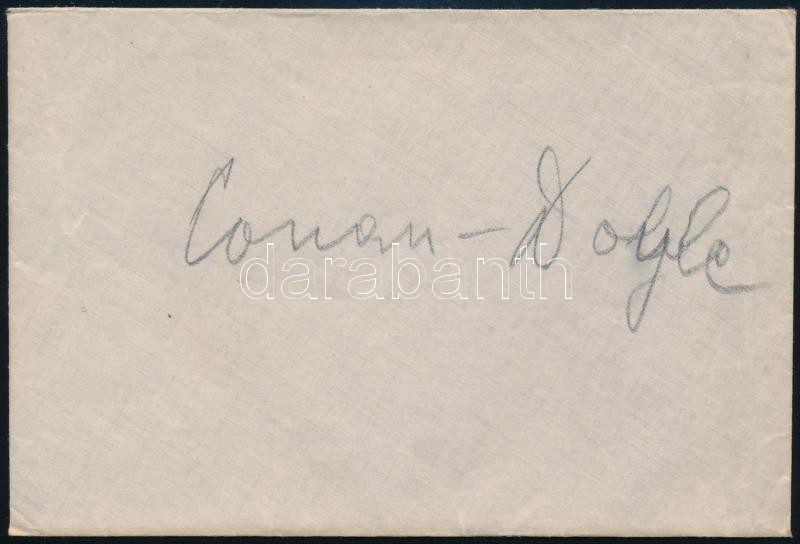 Conan - Doyle
darabanth